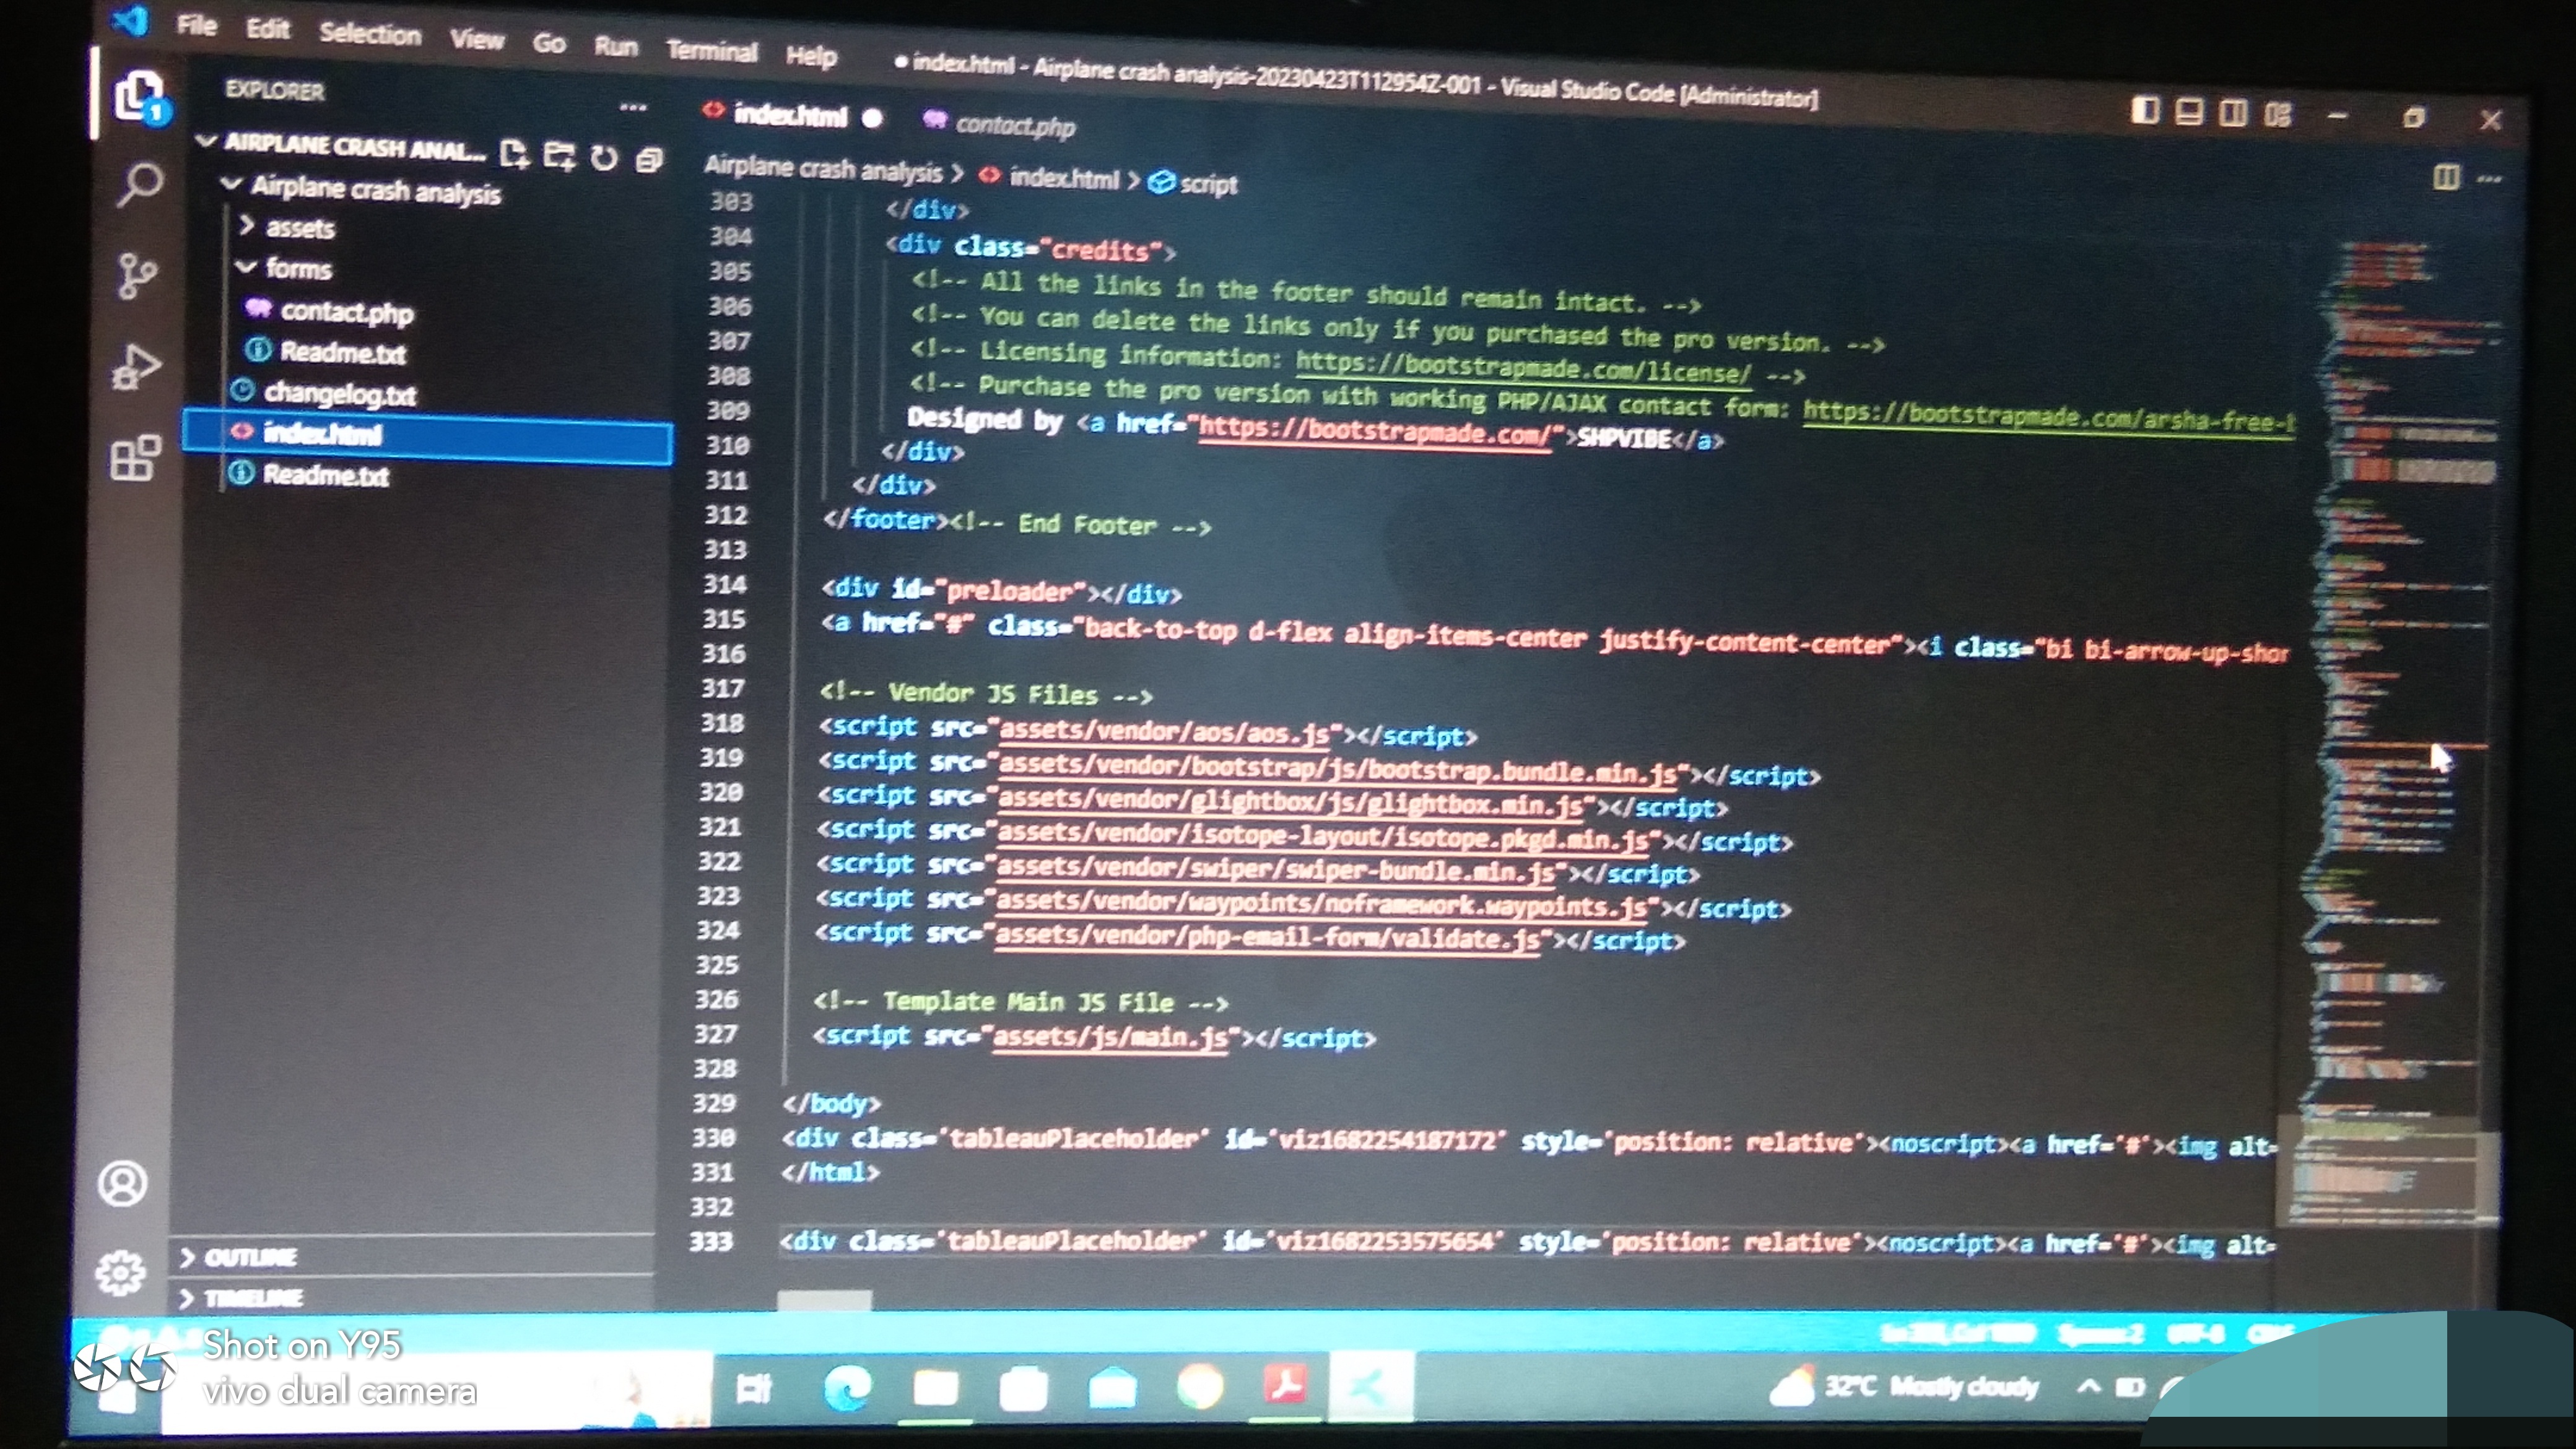 File Edit Selection View Go Run Terminal Help
● index.html - Airplane crash analysis-20230423T112954Z-001 - Visual Studio Code [Administrator]
EXPLORER
AIRPLANE CRASH ANAL...
Airplane crash analysis
assets
forms
contact.php
Readme.txt
changelog.txt
index.html
Readme.txt
OUTLINE
TIMELINE
1
index.html
contact.php
Airplane crash analysis > index.html > script
303 </div>
304 <div class="credits">
305 <!-- All the links in the footer should remain intact. -->
306 <!-- You can delete the links only if you purchased the pro version. -->
307 <!-- Licensing information: https://bootstrapmade.com/license/ -->
308 <!-- Purchase the pro version with working PHP/AJAX contact form: https://bootstrapmade.com/arsha-free-
309 Designed by <a href="https://bootstrapmade.com/">SHPVIBE</a>
310 </div>
311 </div>
312 </footer><!-- End Footer -->
313
314 <div id="preloader"></div>
315 <a href="#" class="back-to-top d-flex align-items-center justify-content-center"><i class="bi bi-arrow-up-shor
316
317 <!-- Vendor JS Files -->
318 <script src="assets/vendor/aos/aos.js"></script>
319 <script src="assets/vendor/bootstrap/js/bootstrap.bundle.min.js"></script>
320 <script src="assets/vendor/glightbox/js/glightbox.min.js"></script>
321 <script src="assets/vendor/isotope-layout/isotope.pkgd.min.js"></script>
322 <script src="assets/vendor/swiper/swiper-bundle.min.js"></script>
323 <script src="assets/vendor/waypoints/noframework.waypoints.js"></script>
324 <script src="assets/vendor/php-email-form/validate.js"></script>
325
326 <!-- Template Main JS File -->
327 <script src="assets/js/main.js"></script>
328
329 </body>
330 <div class='tableauPlaceholder' id='viz1682254187172' style='position: relative'><noscript><a href='#'><img alt=
331 </html>
332
333 <div class='tableauPlaceholder' id='viz1682253575654' style='position: relative'><noscript><a href='#'><img alt=
32°C Mostly cloudy
Shot on Y95
vivo dual camera